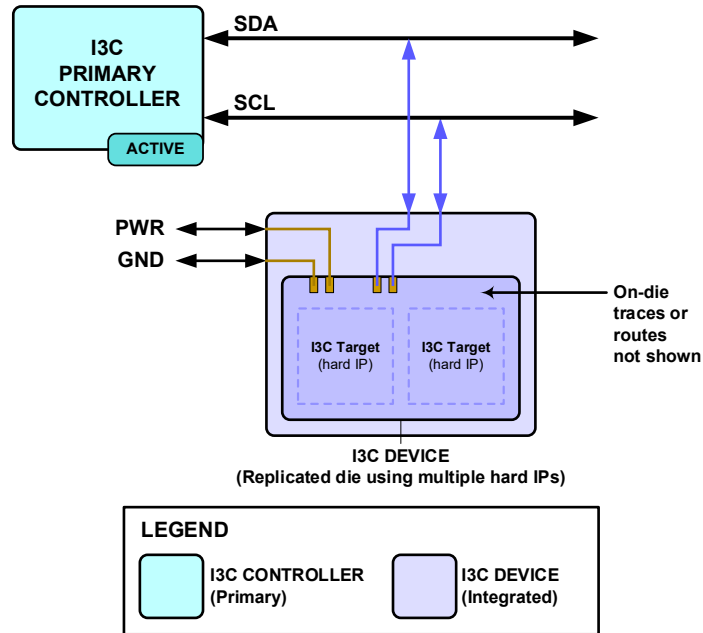 I3C
PRIMARY
CONTROLLER
ACTIVE
SDA
SCL
PWR
GND
I3C Target
(hard IP)
I3C Target
(hard IP)
On-die
traces or
routes
not shown
I3C DEVICE
(Replicated die using multiple hard IPs)
LEGEND
I3C CONTROLLER
(Primary)
I3C DEVICE
(Integrated)